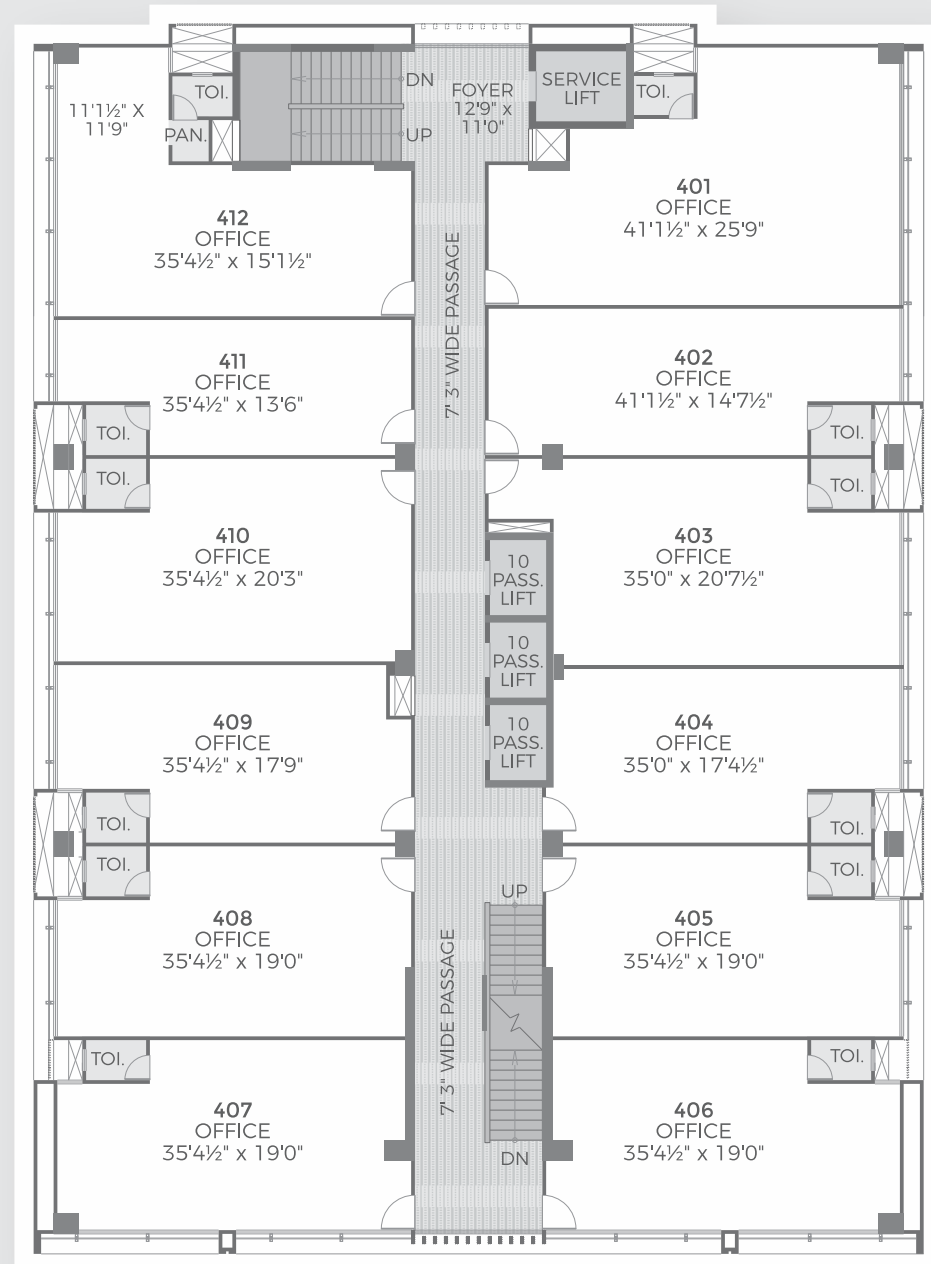 TOI.
DN
FOYER
12'9" x
11'0"
SERVICE
LIFT
TOI.
11'1½" X
11'9"
PAN.
UP
412
OFFICE
35'4½" x 15'1½"
401
OFFICE
41'1½" x 25'9"
7' 3" WIDE PASSAGE
411
OFFICE
35'4½" x 13'6"
402
OFFICE
41'1½" x 14'7½"
TOI.
TOI.
TOI.
TOI.
410
OFFICE
35'4½" x 20'3"
10
PASS.
LIFT
403
OFFICE
35'0" x 20'7½"
10
PASS.
LIFT
409
OFFICE
35'4½" x 17'9"
10
PASS.
LIFT
404
OFFICE
35'0" x 17'4½"
TOI.
TOI.
TOI.
TOI.
UP
408
OFFICE
35'4½" x 19'0"
405
OFFICE
35'4½" x 19'0"
7' 3" WIDE PASSAGE
TOI.
TOI.
407
OFFICE
35'4½" x 19'0"
406
OFFICE
35'4½" x 19'0"
DN